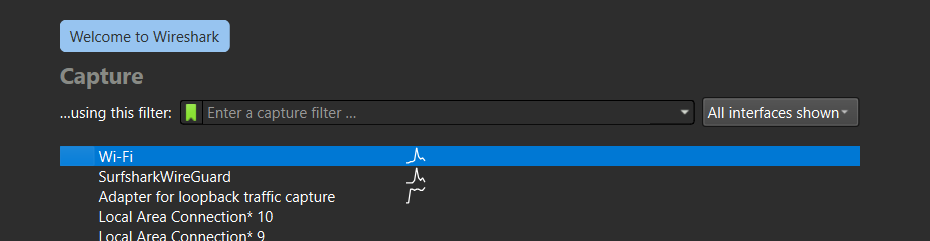 Welcome to Wireshark
Capture
...using this filter: Enter a capture filter ... All interfaces shown
Wi-Fi
SurfsharkWireGuard
Adapter for loopback traffic capture
Local Area Connection* 10
Local Area Connection* 9